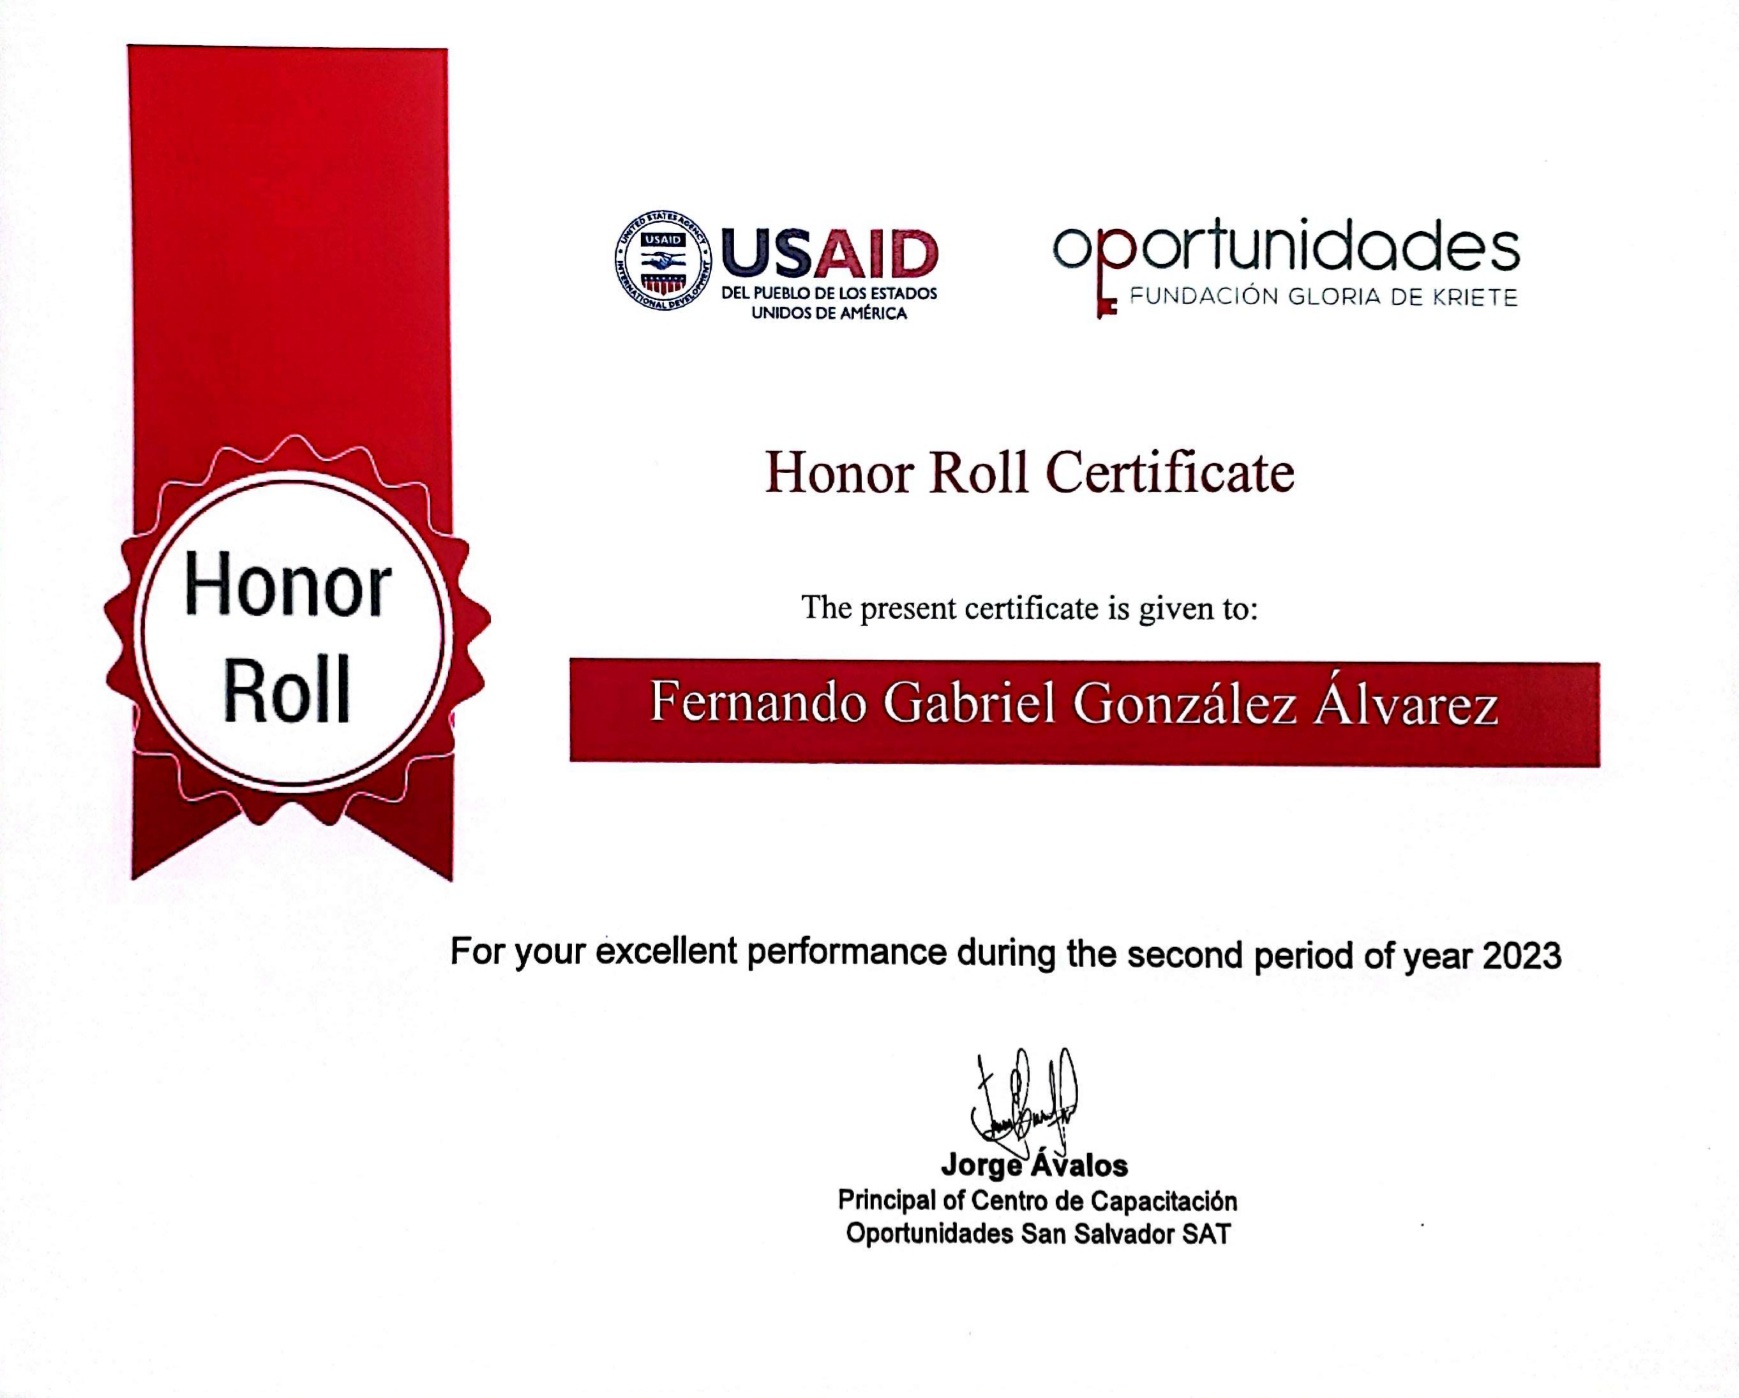 UNITED STATES AGENCY
INTERNATIONAL DEVELOPMENT
USAID
USAID
DEL PUEBLO DE LOS ESTADOS
UNIDOS DE AMÉRICA
oportunidades
FUNDACIÓN GLORIA DE KRIETE
Honor Roll Certificate
Honor
Roll
The present certificate is given to:
Fernando Gabriel González Álvarez
For your excellent performance during the second period of year 2023
Jorge Ávalos
Principal of Centro de Capacitación
Oportunidades San Salvador SAT